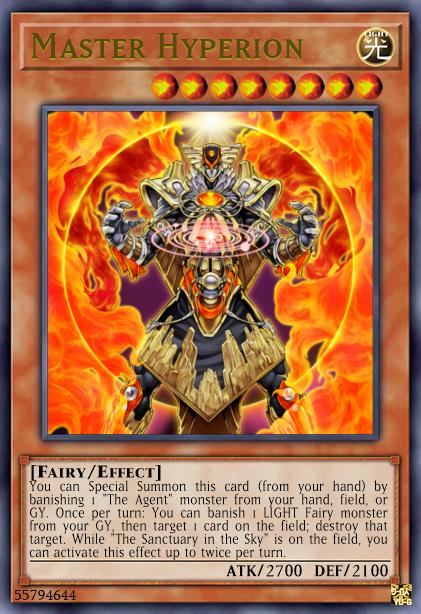 MASTER HYPERION
LIGHT
光
[FAIRY/EFFECT]
You can Special Summon this card (from your hand) by
banishing 1 "The Agent" monster from your hand, field, or
GY. Once per turn: You can banish 1 LIGHT Fairy monster
from your GY, then target 1 card on the field; destroy that
target. While "The Sanctuary in the Sky" is on the field, you
can activate this effect up to twice per turn.
ATK/2700 DEF/2100
55794644